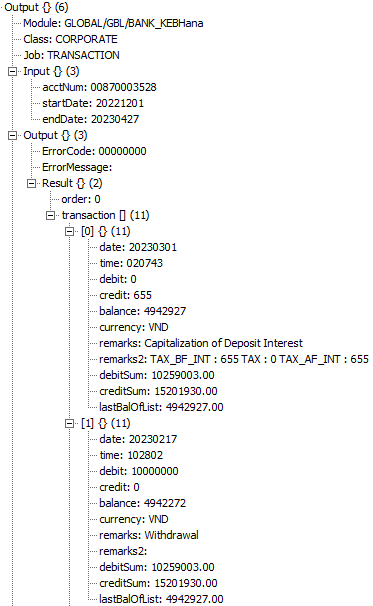 Output {} (6)
Module: GLOBAL/GBL/BANK_KEBHana
Class: CORPORATE
Job: TRANSACTION
Input {} (3)
acctNum: 00870003528
startDate: 20221201
endDate: 20230427
Output {} (3)
ErrorCode: 00000000
ErrorMessage:
Result {} (2)
order: 0
transaction [] (11)
[0] {} (11)
date: 20230301
time: 020743
debit: 0
credit: 655
balance: 4942927
currency: VND
remarks: Capitalization of Deposit Interest
remarks2: TAX_BF_INT : 655 TAX : 0 TAX_AF_INT : 655
debitSum: 10259003.00
creditSum: 15201930.00
lastBalOfList: 4942927.00
[1] {} (11)
date: 20230217
time: 102802
debit: 10000000
credit: 0
balance: 4942272
currency: VND
remarks: Withdrawal
remarks2:
debitSum: 10259003.00
creditSum: 15201930.00
lastBalOfList: 4942927.00